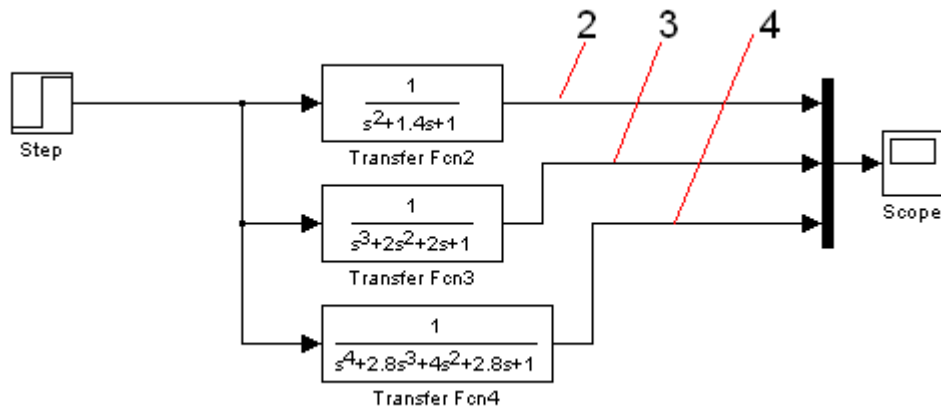 2 3 4
1
s²+1.4s+1
Step
Transfer Fcn2
1
s³+2s²+2s+1
Transfer Fcn3
Scope
1
s⁴+2.8s³+4s²+2.8s+1
Transfer Fcn4